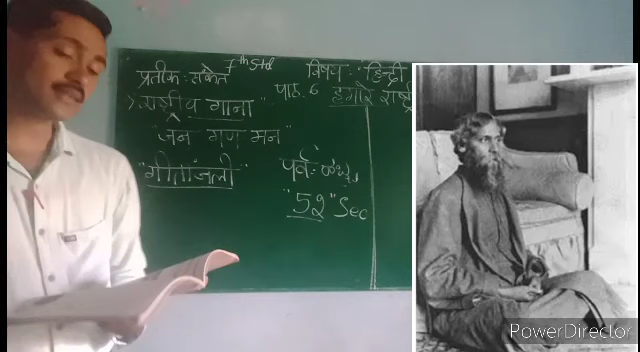 7th Std
विषय : हिन्दी
प्रतीक : संकेत
पाठ. 6 हमारे राष्ट्र
गाना"
"जन गण मन"
"गीतांजली"
"52" Sec
PowerDirector